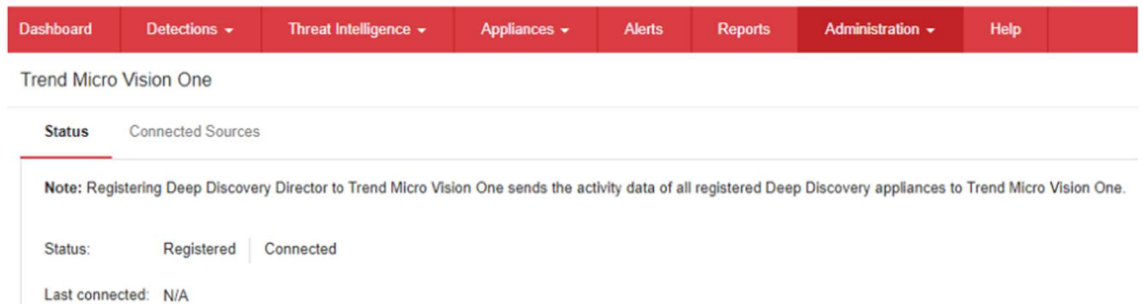 Dashboard Detections Threat Intelligence Appliances Alerts Reports Administration Help
Trend Micro Vision One
Status Connected Sources
Note: Registering Deep Discovery Director to Trend Micro Vision One sends the activity data of all registered Deep Discovery appliances to Trend Micro Vision One.
Status: Registered Connected
Last connected: N/A